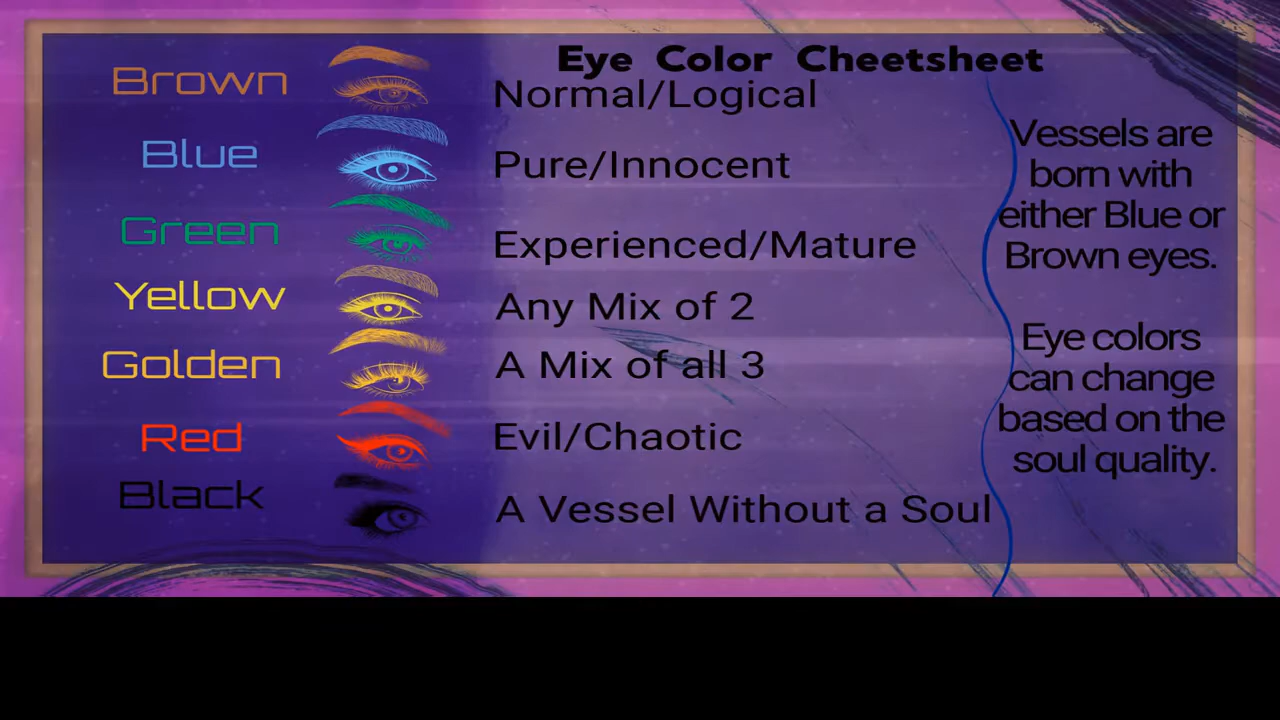 Eye Color Cheetsheet
Brown
Normal/Logical
Blue
Pure/Innocent
Green
Experienced/Mature
Yellow
Any Mix of 2
Golden
A Mix of all 3
Red
Evil/Chaotic
Black
A Vessel Without a Soul
Vessels are
born with
either Blue or
Brown eyes.
Eye colors
can change
based on the
soul quality.